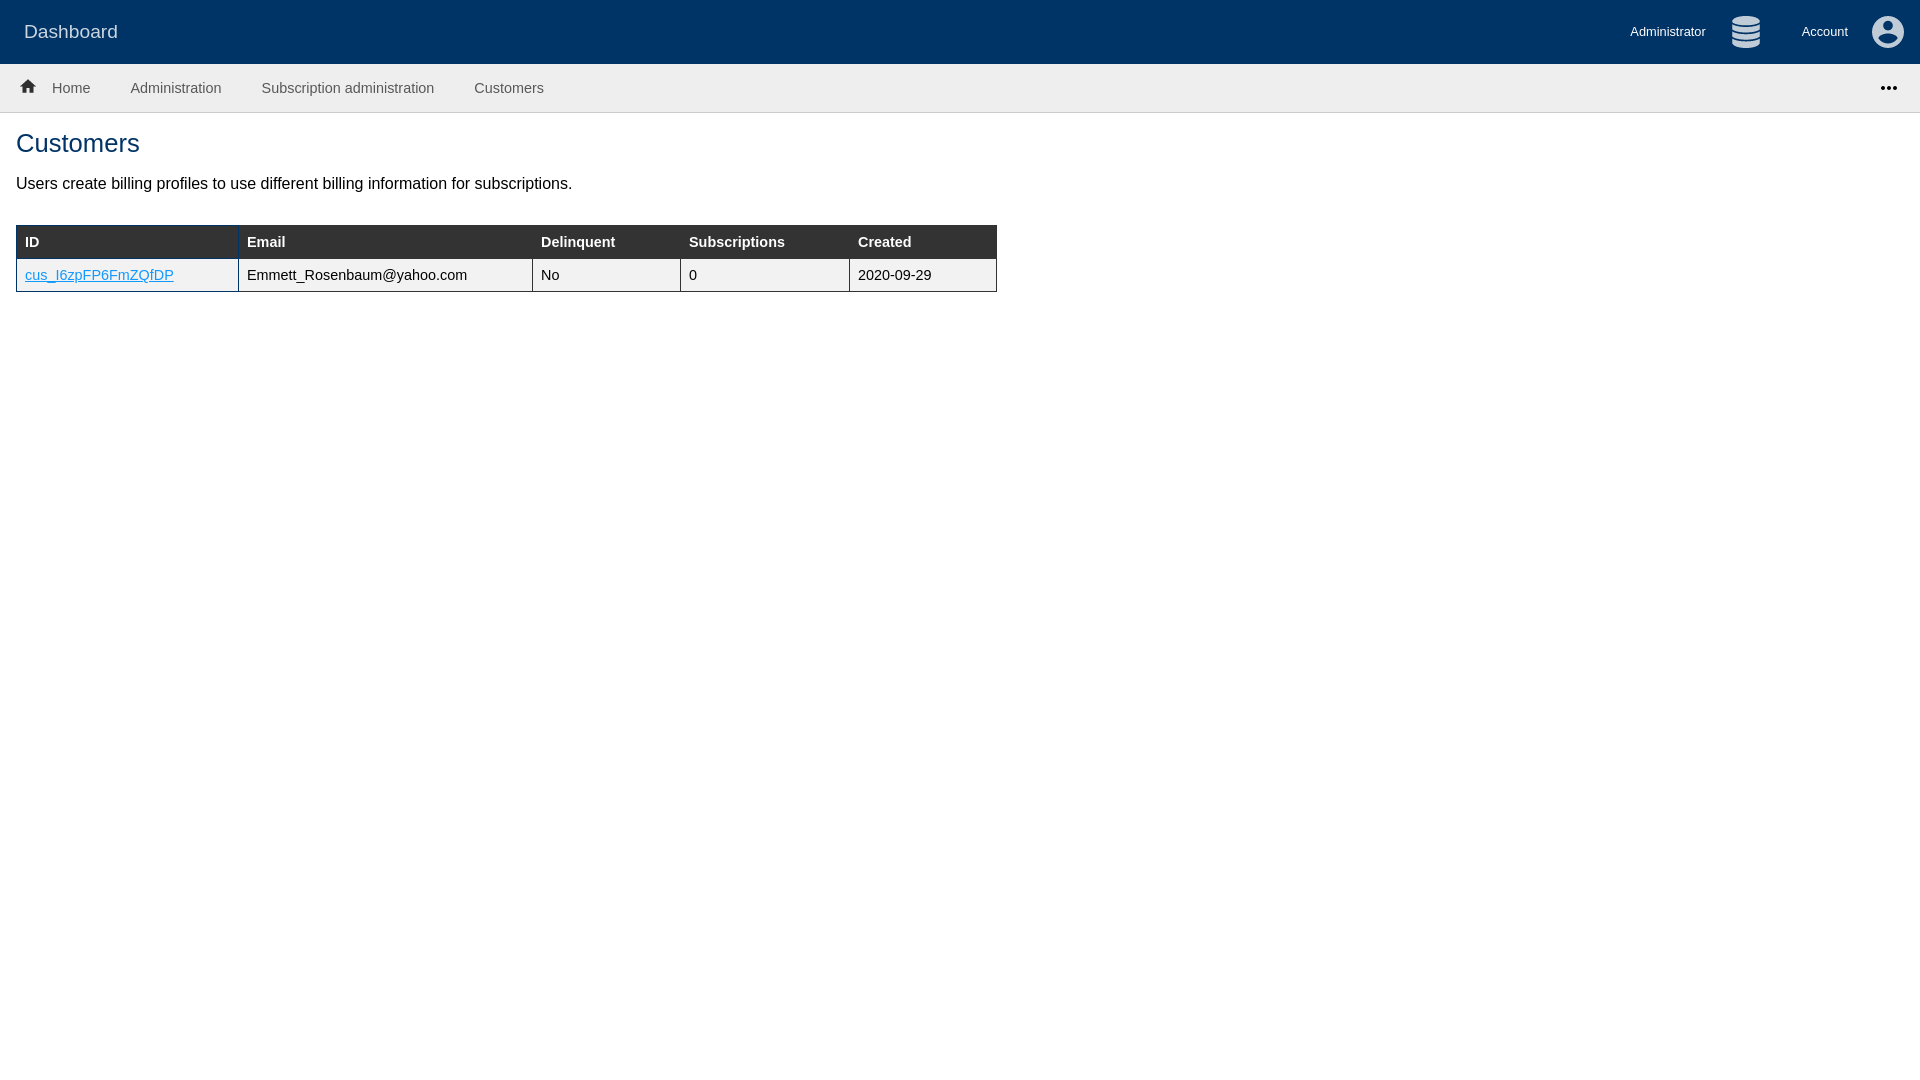 Dashboard
Administrator
Account
Home
Administration
Subscription administration
Customers
Customers
Users create billing profiles to use different billing information for subscriptions.
ID Email Delinquent Subscriptions Created
cus_I6zpFP6FmZQfDP Emmett_Rosenbaum@yahoo.com No 0 2020-09-29